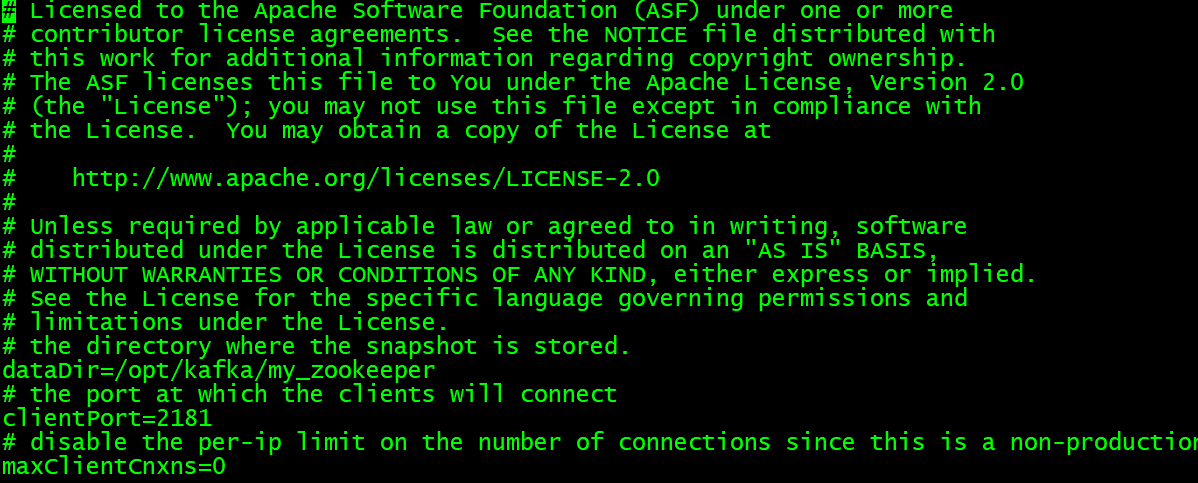 # Licensed to the Apache Software Foundation (ASF) under one or more
# contributor license agreements.  See the NOTICE file distributed with
# this work for additional information regarding copyright ownership.
# The ASF licenses this file to You under the Apache License, Version 2.0
# (the "License"); you may not use this file except in compliance with
# the License.  You may obtain a copy of the License at
#
#    http://www.apache.org/licenses/LICENSE-2.0
#
# Unless required by applicable law or agreed to in writing, software
# distributed under the License is distributed on an "AS IS" BASIS,
# WITHOUT WARRANTIES OR CONDITIONS OF ANY KIND, either express or implied.
# See the License for the specific language governing permissions and
# limitations under the License.
# the directory where the snapshot is stored.
dataDir=/opt/kafka/my_zookeeper
# the port at which the clients will connect
clientPort=2181
# disable the per-ip limit on the number of connections since this is a non-production
maxClientCnxns=0